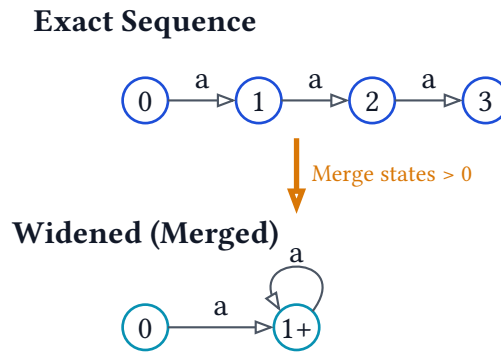 Exact Sequence
a a a
0 1 2 3
Merge states > 0
Widened (Merged)
a
a
0 1+